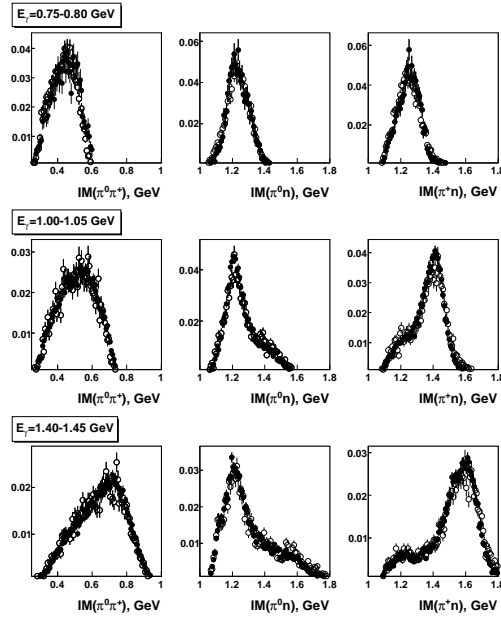 Eγ=0.75-0.80 GeV
0.04
0.03
0.02
0.01
0.4 0.6 0.8 1
IM(π⁰π⁺), GeV
0.06
0.04
0.02
1 1.2 1.4 1.6 1.8
IM(π⁰n), GeV
0.06
0.04
0.02
1 1.2 1.4 1.6 1.8
IM(π⁺n), GeV
Eγ=1.00-1.05 GeV
0.03
0.02
0.01
0.4 0.6 0.8 1
IM(π⁰π⁺), GeV
0.04
0.02
1 1.2 1.4 1.6 1.8
IM(π⁰n), GeV
0.04
0.03
0.02
0.01
1 1.2 1.4 1.6 1.8
IM(π⁺n), GeV
Eγ=1.40-1.45 GeV
0.02
0.01
0.4 0.6 0.8 1
IM(π⁰π⁺), GeV
0.03
0.02
0.01
1 1.2 1.4 1.6 1.8
IM(π⁰n), GeV
0.03
0.02
0.01
1 1.2 1.4 1.6 1.8
IM(π⁺n), GeV